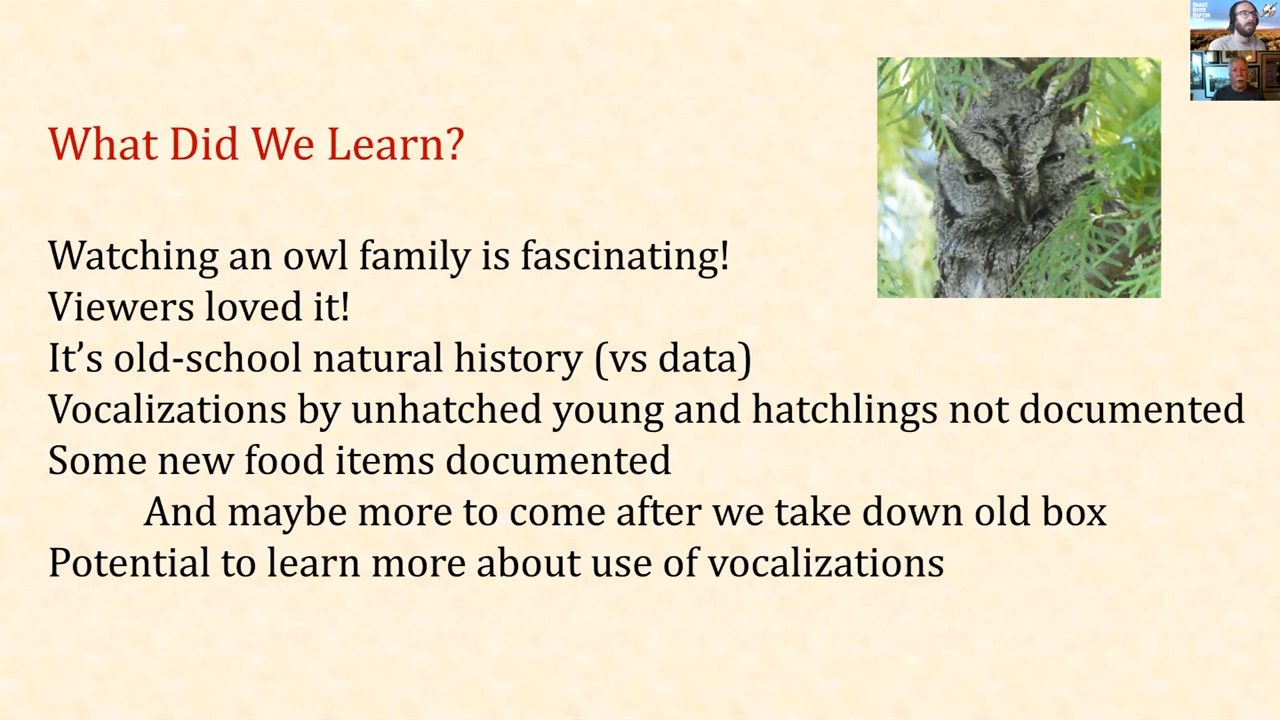 What Did We Learn?
Watching an owl family is fascinating!
Viewers loved it!
It’s old-school natural history (vs data)
Vocalizations by unhatched young and hatchlings not documented
Some new food items documented
And maybe more to come after we take down old box
Potential to learn more about use of vocalizations